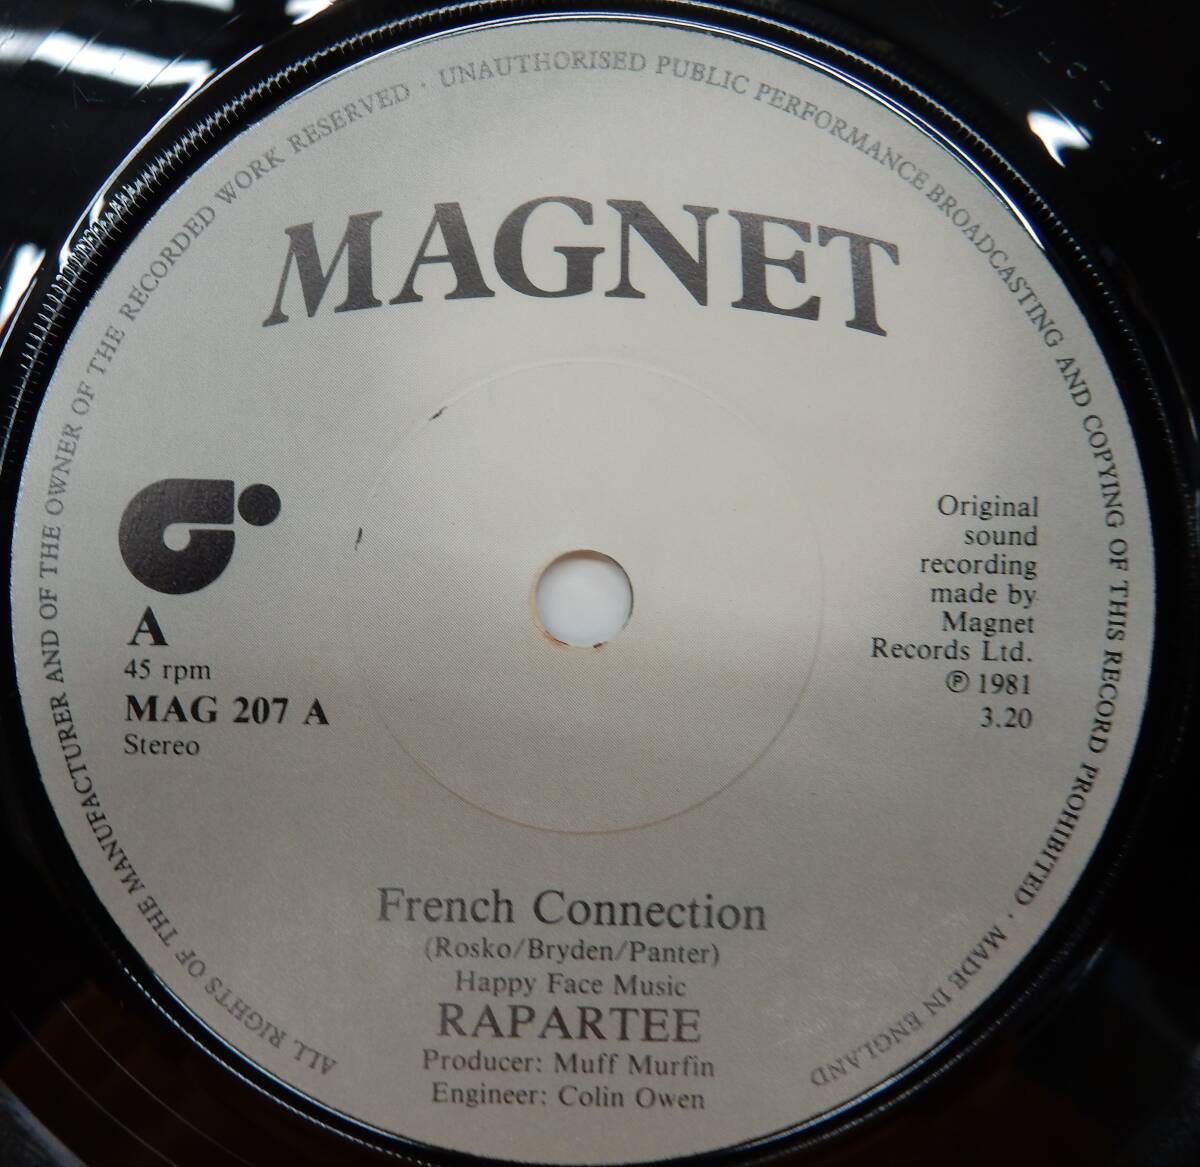 ALL RIGHTS OF THE MANUFACTURER AND OF THE OWNER OF THE RECORDED WORK RESERVED · UNAUTHORISED PUBLIC PERFORMANCE BROADCASTING AND COPYING OF THIS RECORD PROHIBITED · MADE IN ENGLAND
MAGNET
A
45 rpm
MAG 207 A
Stereo
Original
sound
recording
made by
Magnet
Records Ltd.
℗ 1981
3.20
French Connection
(Rosko/Bryden/Panter)
Happy Face Music
RAPARTEE
Producer: Muff Murfin
Engineer: Colin Owen